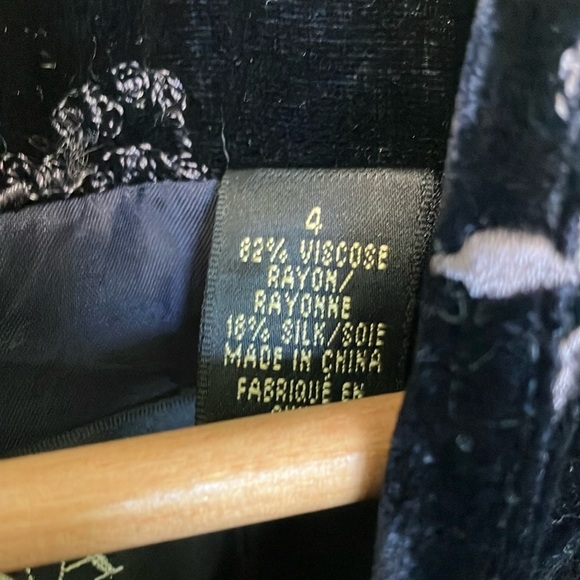 4
82% VISCOSE
RAYON/
RAYONNE
18% SILK/SOIE
MADE IN CHINA
FABRIQUÉ EN